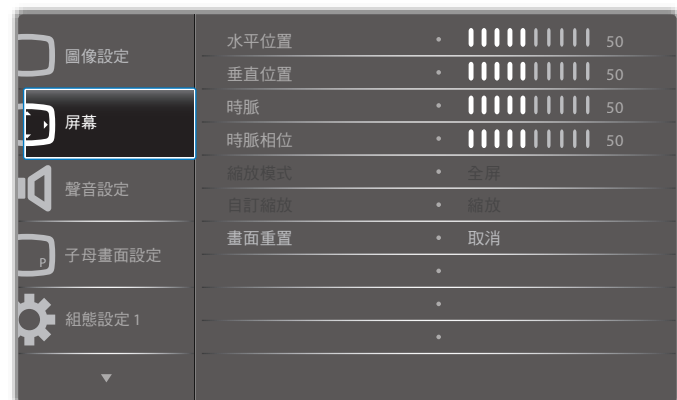 圖像設定
屏幕
聲音設定
P
子母畫面設定
組態設定 1
水平位置 • 50
垂直位置 • 50
時脈 • 50
時脈相位 • 50
縮放模式 • 全屏
自訂縮放 • 縮放
畫面重置 • 取消
•
•
•